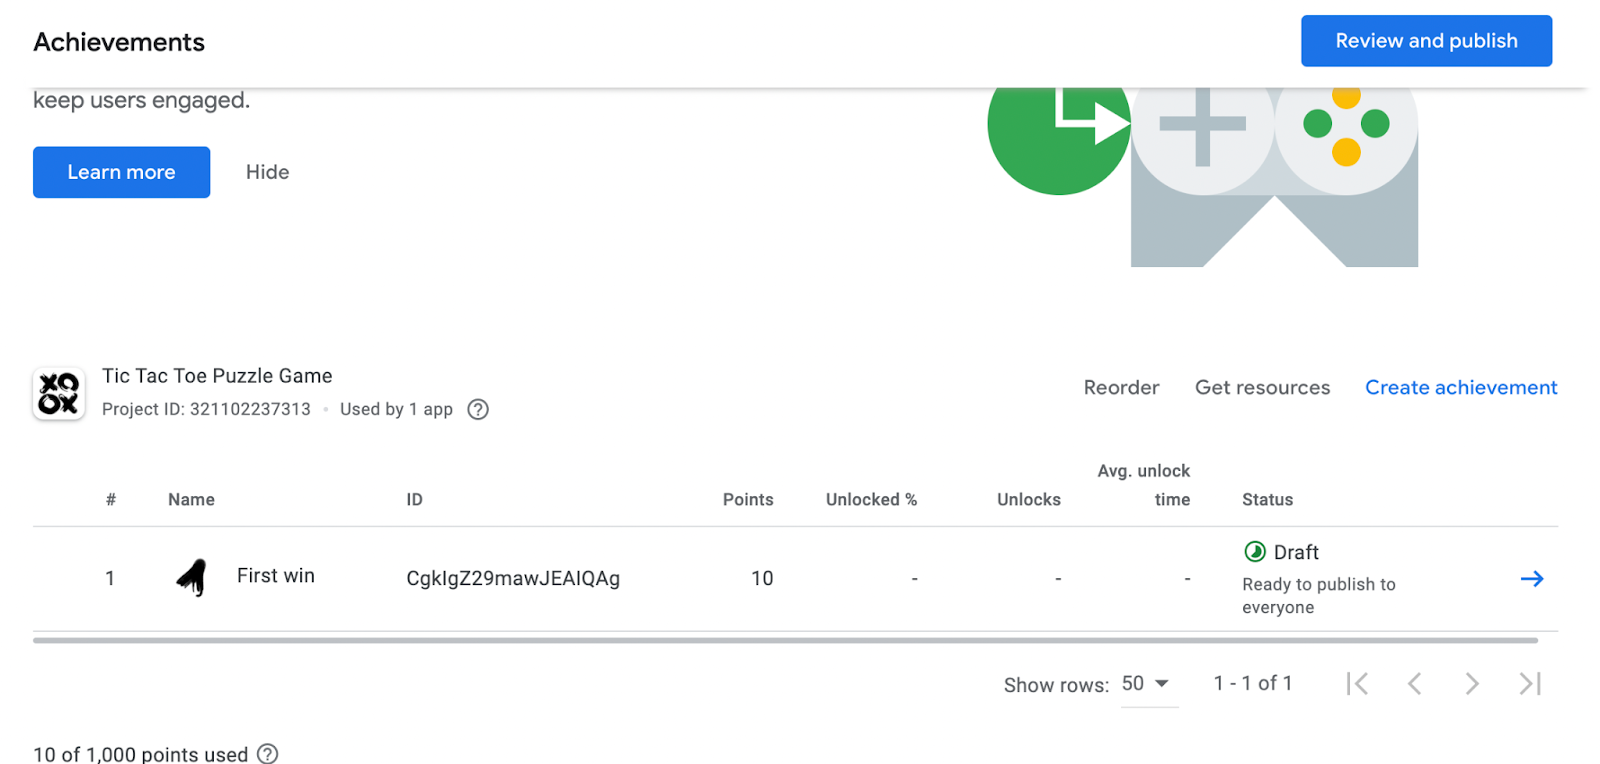 Achievements
Review and publish
keep users engaged.
Learn more
Hide
XO
OX
Tic Tac Toe Puzzle Game
Project ID: 321102237313 • Used by 1 app ?
Reorder
Get resources
Create achievement
# Name ID Points Unlocked % Unlocks Avg. unlock time Status
1 First win CgkIgZ29mawJEAIQAg 10 - - - Draft
Ready to publish to
everyone
Show rows: 50 1 - 1 of 1
10 of 1,000 points used ?